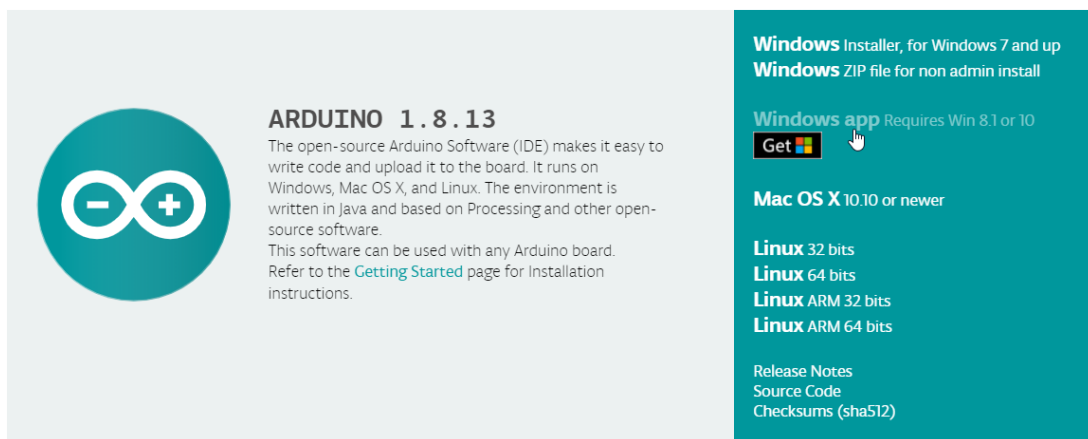 ARDUINO 1.8.13
The open-source Arduino Software (IDE) makes it easy to
write code and upload it to the board. It runs on
Windows, Mac OS X, and Linux. The environment is
written in Java and based on Processing and other open-
source software.
This software can be used with any Arduino board.
Refer to the Getting Started page for Installation
instructions.
Windows Installer, for Windows 7 and up
Windows ZIP file for non admin install
Windows app Requires Win 8.1 or 10
Get
Mac OS X 10.10 or newer
Linux 32 bits
Linux 64 bits
Linux ARM 32 bits
Linux ARM 64 bits
Release Notes
Source Code
Checksums (sha512)